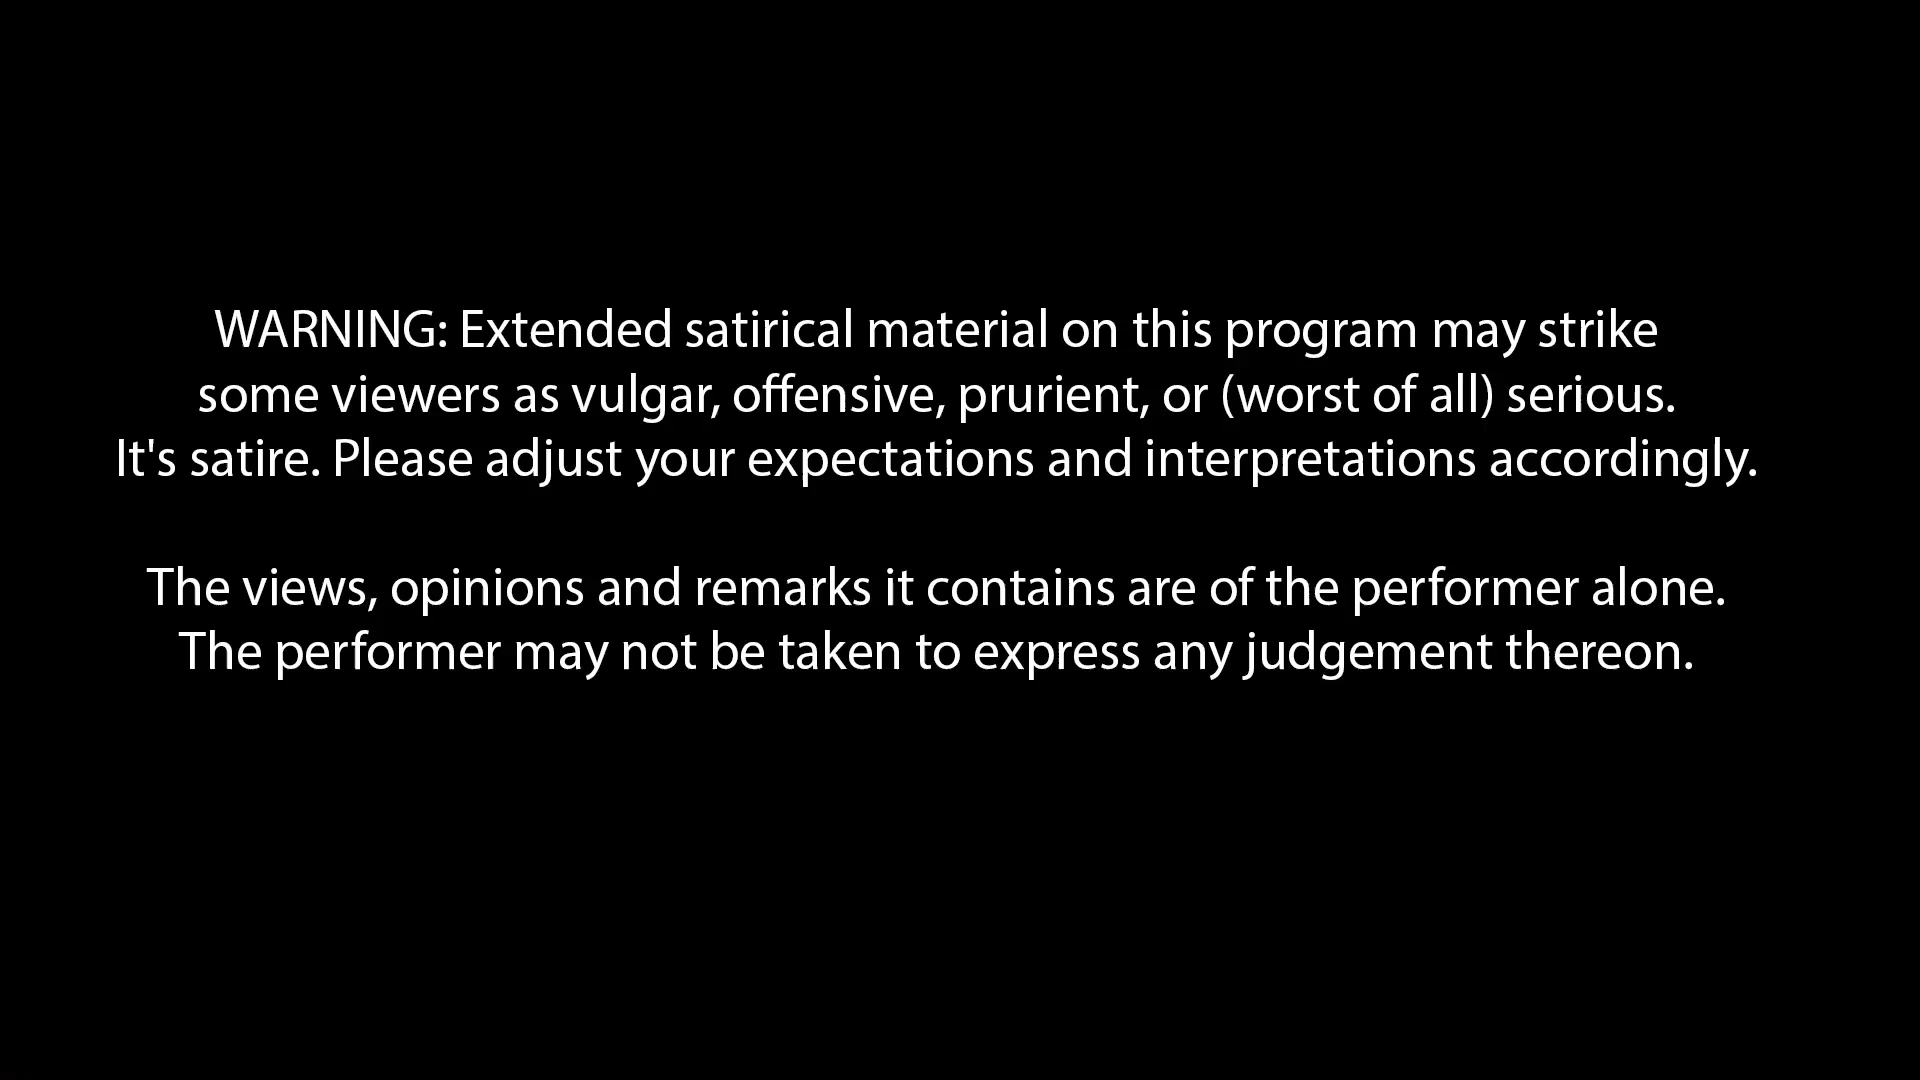 WARNING: Extended satirical material on this program may strike
some viewers as vulgar, offensive, prurient, or (worst of all) serious.
It's satire. Please adjust your expectations and interpretations accordingly.
The views, opinions and remarks it contains are of the performer alone.
The performer may not be taken to express any judgement thereon.